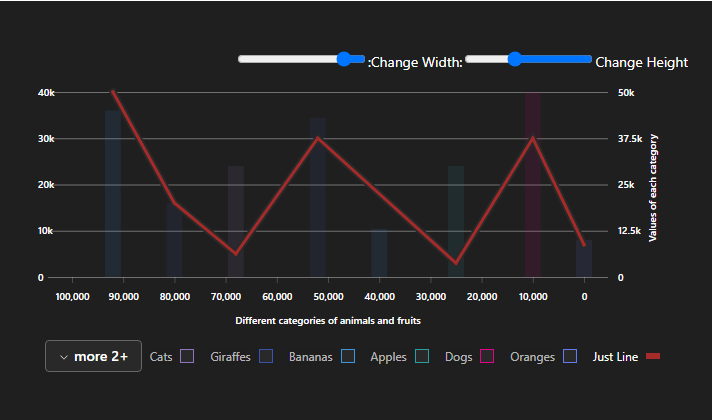 :Change Width: Change Height
40k
30k
20k
10k
0
50k
37.5k
25k
12.5k
0
Values of each category
100,000 90,000 80,000 70,000 60,000 50,000 40,000 30,000 20,000 10,000 0
Different categories of animals and fruits
more 2+ Cats Giraffes Bananas Apples Dogs Oranges Just Line